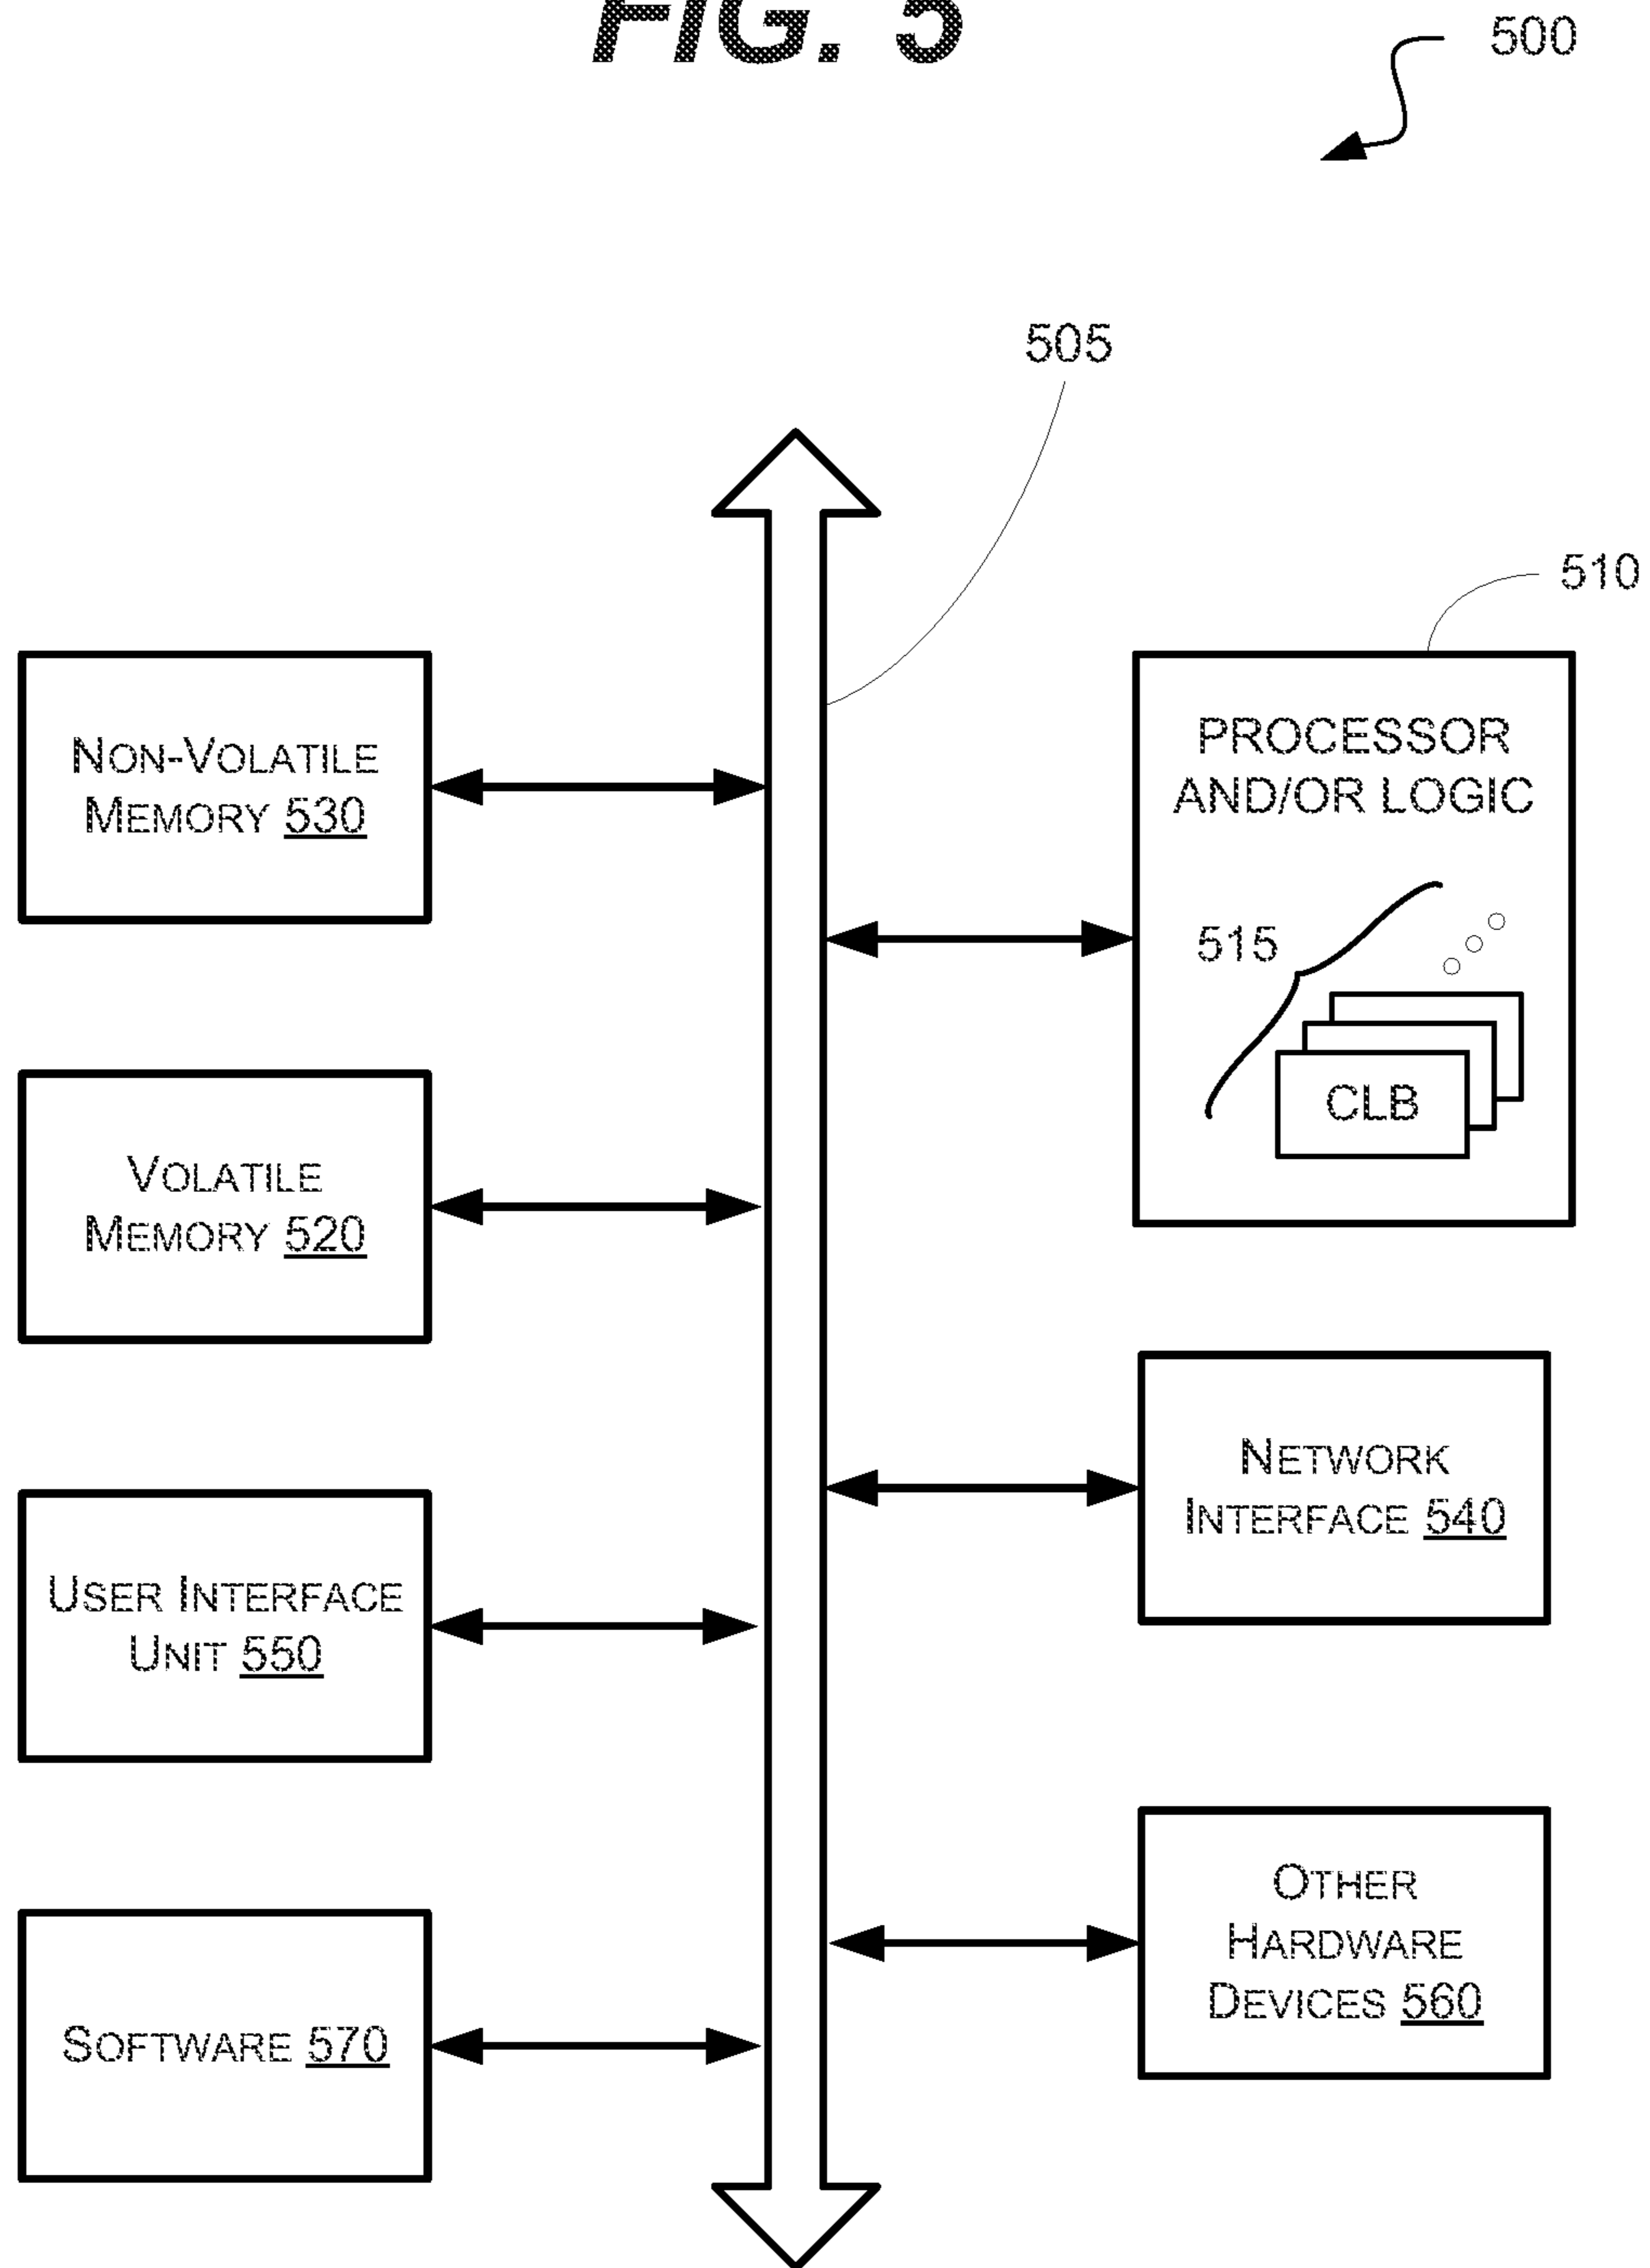 FIG. 5
500
505
510
NON-VOLATILE
MEMORY 530
PROCESSOR
AND/OR LOGIC
515
CLB
VOLATILE
MEMORY 520
NETWORK
INTERFACE 540
USER INTERFACE
UNIT 550
OTHER
HARDWARE
DEVICES 560
SOFTWARE 570